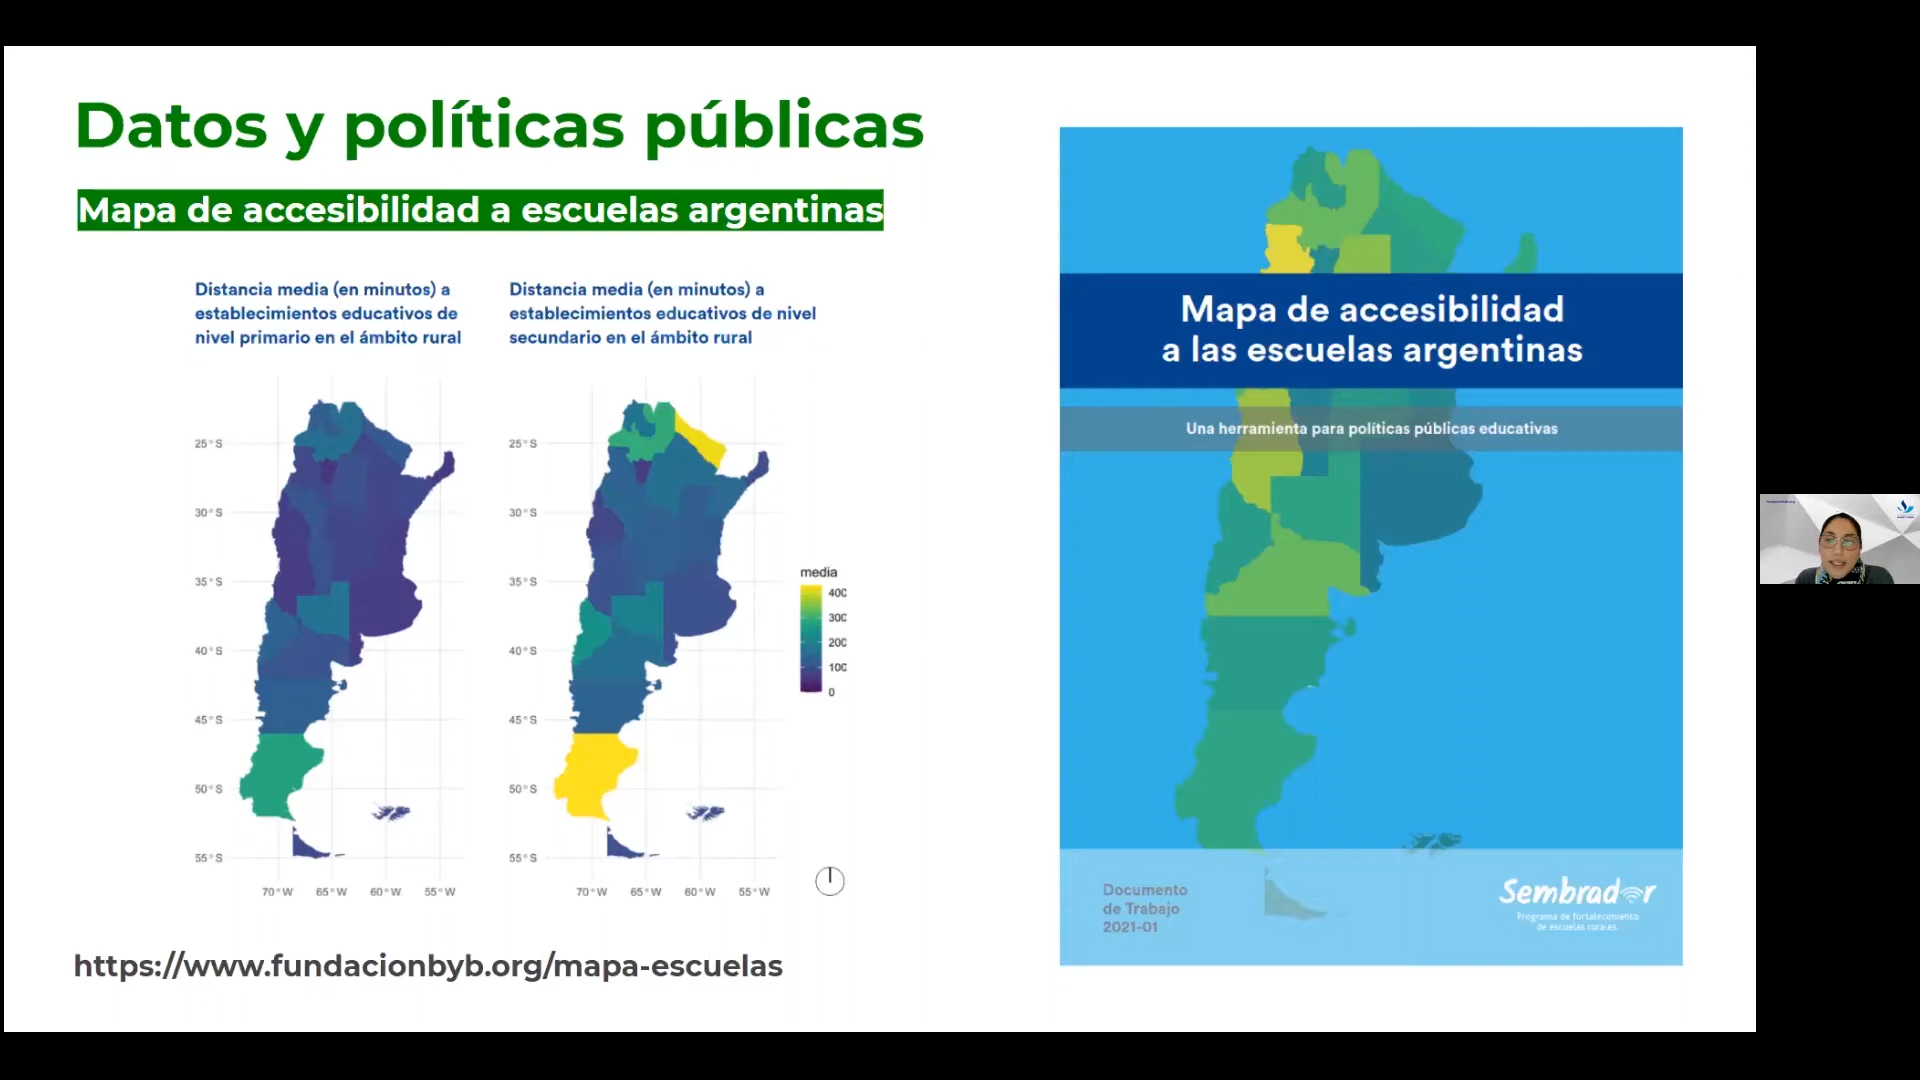 Datos y políticas públicas
Mapa de accesibilidad a escuelas argentinas
Distancia media (en minutos) a
establecimientos educativos de
nivel primario en el ámbito rural
Distancia media (en minutos) a
establecimientos educativos de nivel
secundario en el ámbito rural
25°S
30°S
35°S
40°S
45°S
50°S
55°S
70°W 65°W 60°W 55°W
25°S
30°S
35°S
40°S
45°S
50°S
55°S
70°W 65°W 60°W 55°W
media
400
300
200
100
0
https://www.fundacionbyb.org/mapa-escuelas
Mapa de accesibilidad
a las escuelas argentinas
Una herramienta para políticas públicas educativas
Documento
de Trabajo
2021-01
Sembrador
Programa de fortalecimiento
de escuelas rurales